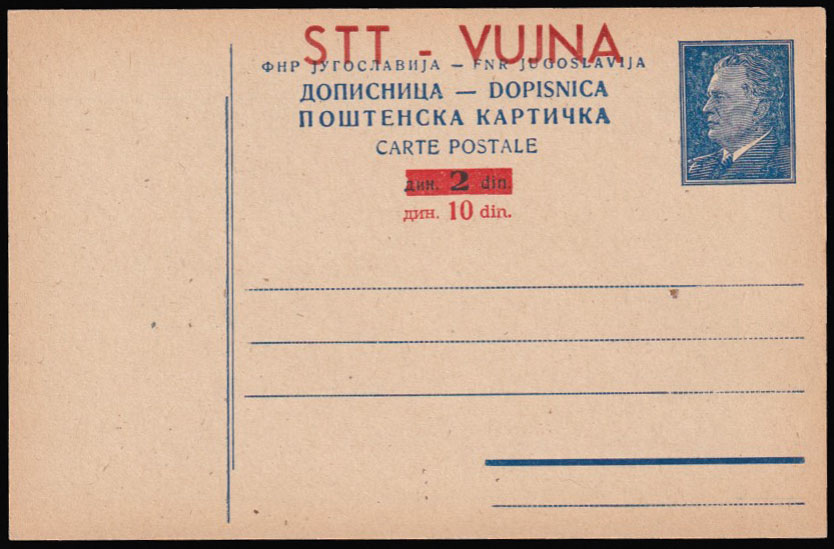 STT - VUJNA
ФНР ЈУГОСЛАВИЈА — FNR JUGOSLAVIJA
ДОПИСНИЦА — DOPISNICA
ПОШТЕНСКА КАРТИЧКА
CARTE POSTALE
дин. 2 din.
дин. 10 din.